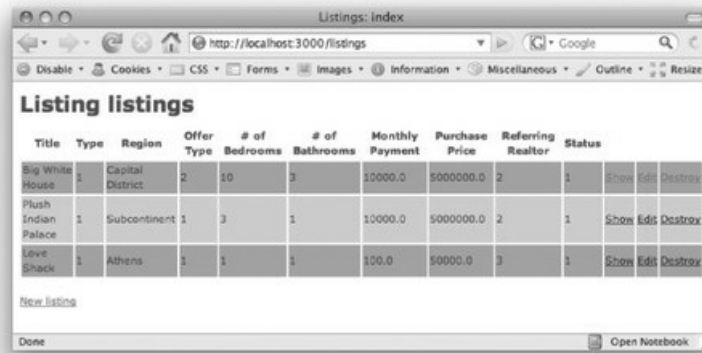 Listings: index
http://localhost:3000/listings
Google
Disable Cookies CSS Forms Images Information Miscellaneous Outline Resize
Listing listings
Title Type Region Offer Type # of Bedrooms # of Bathrooms Monthly Payment Purchase Price Referring Realtor Status
Big White House 1 Capital District 2 10 3 10000.0 5000000.0 2 1 Show Edit Destroy
Plush Indian Palace 1 Subcontinent 1 3 1 10000.0 5000000.0 2 1 Show Edit Destroy
Love Shack 1 Athens 1 1 1 100.0 50000.0 3 1 Show Edit Destroy
New listing
Done Open Notebook